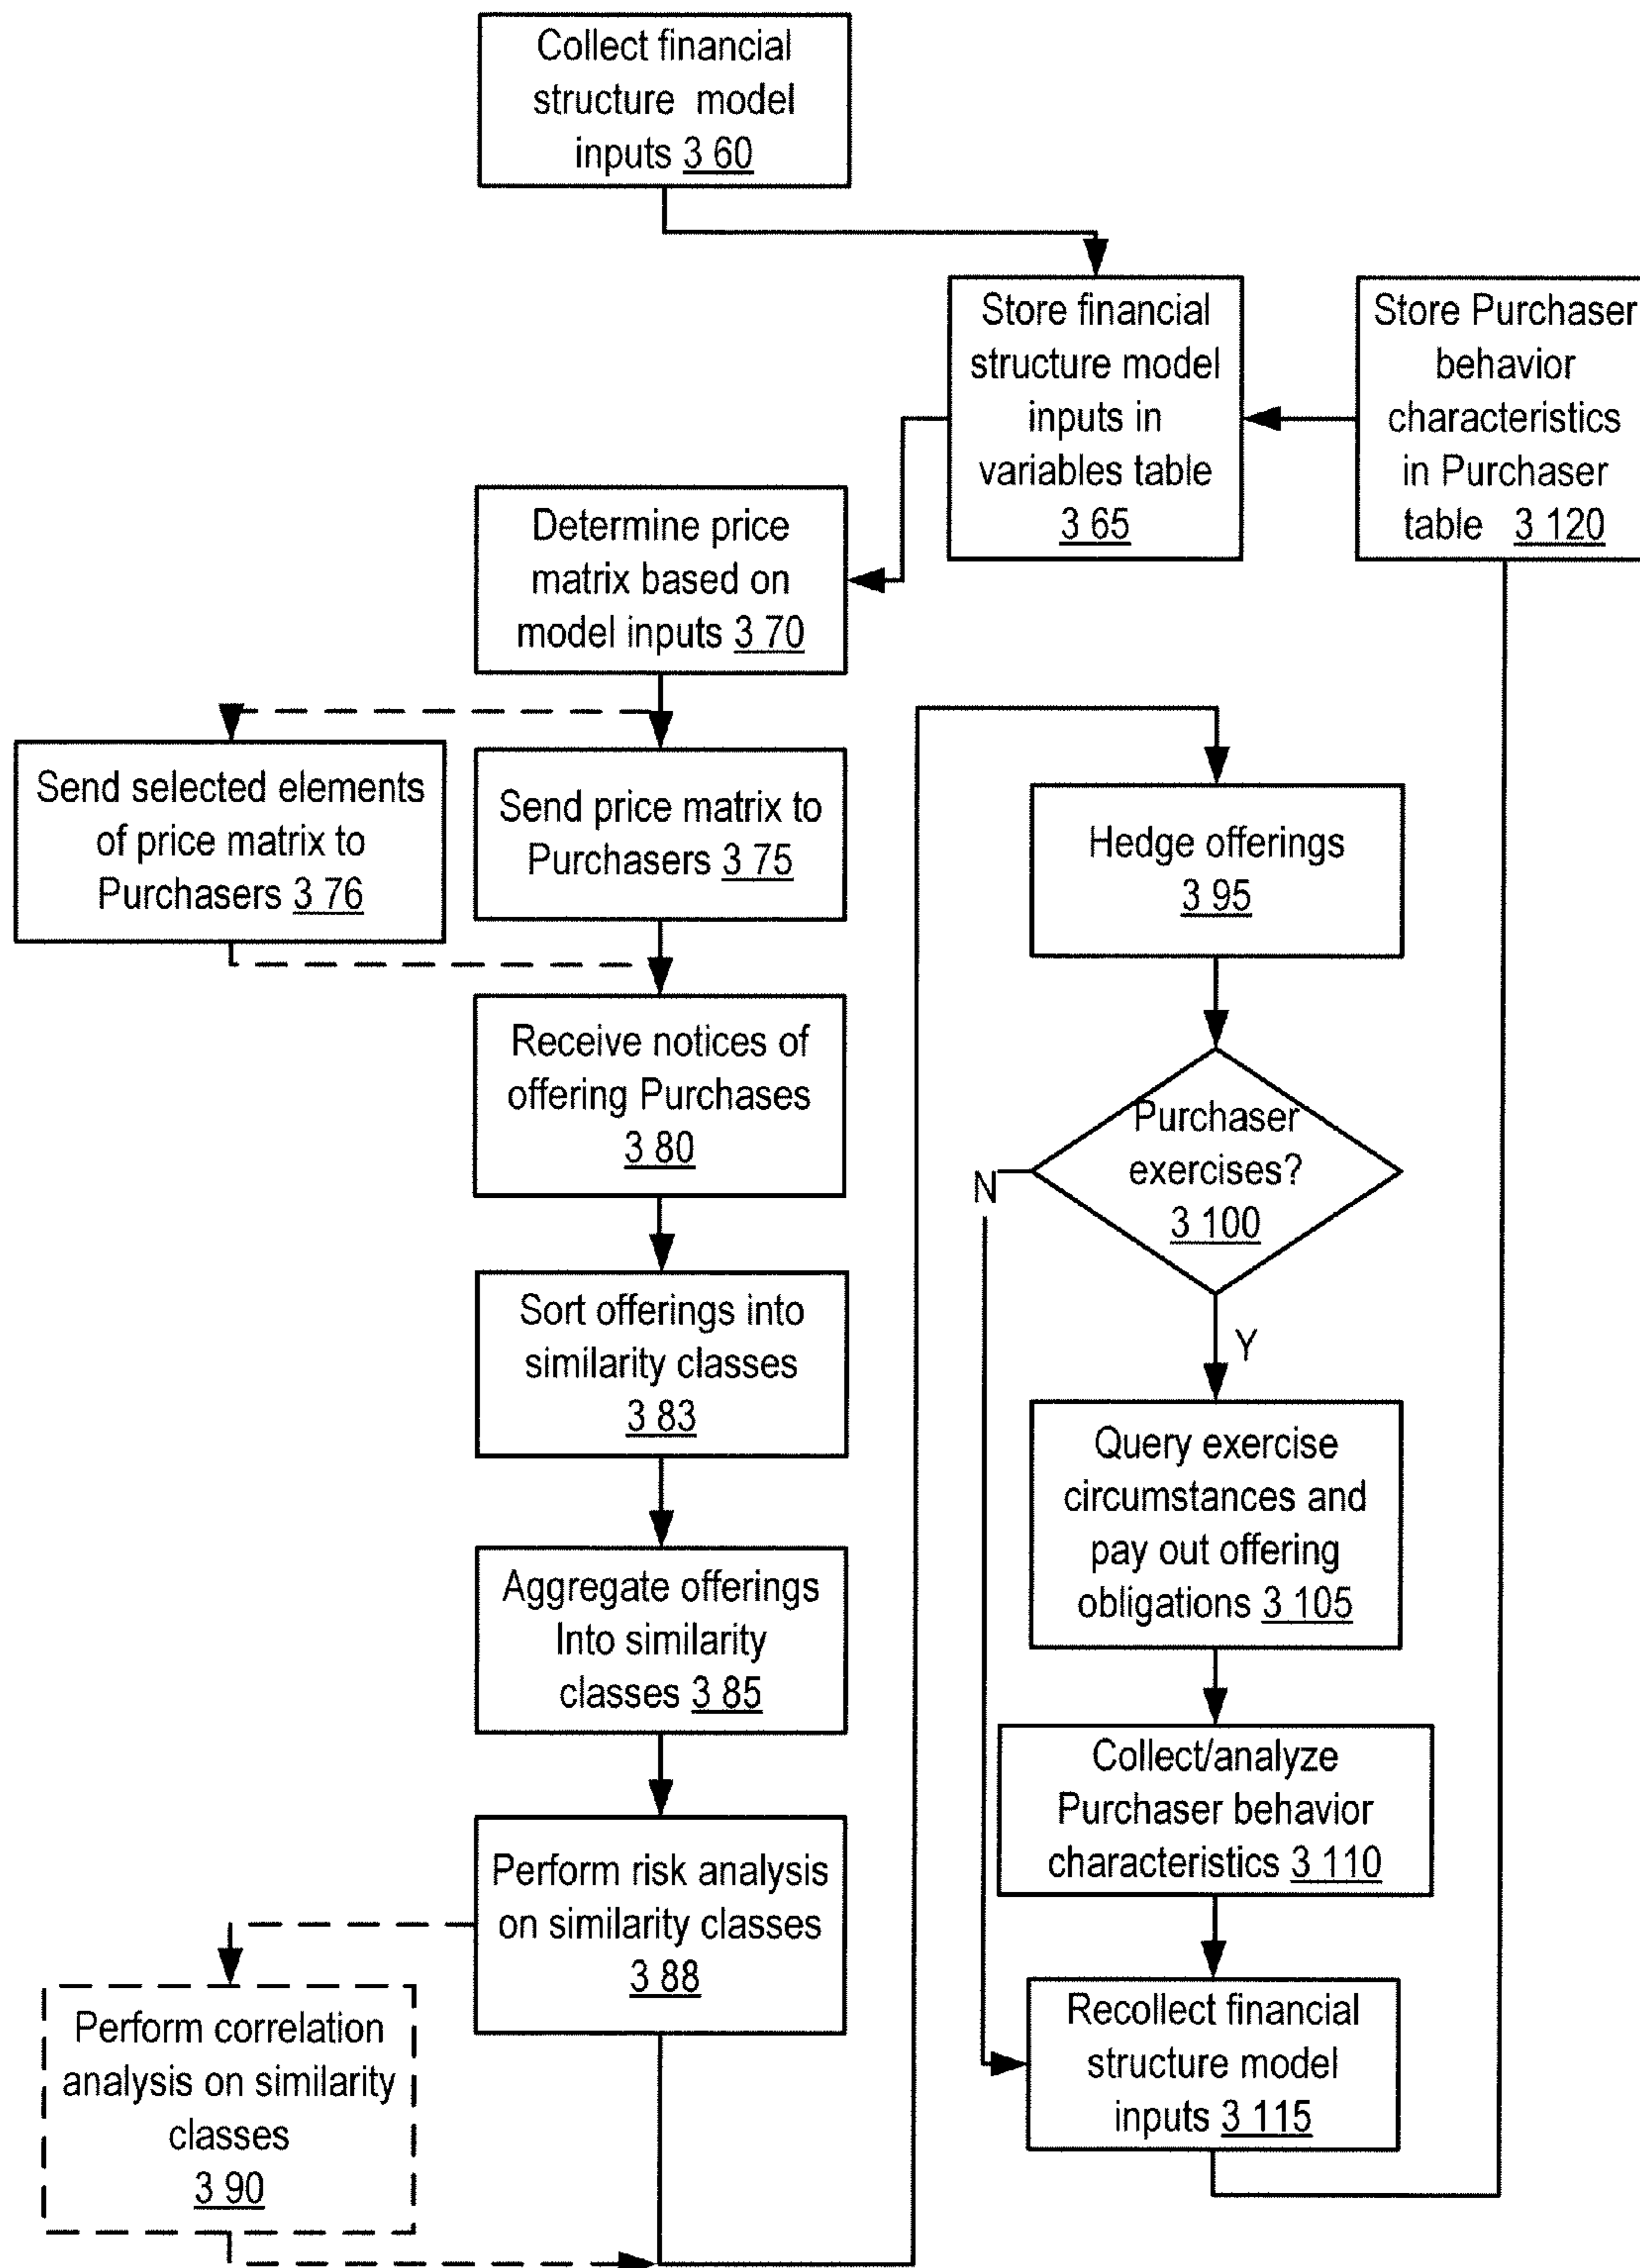 Collect financial
structure model
inputs 3 60
Store financial
structure model
inputs in
variables table
3 65
Store Purchaser
behavior
characteristics
in Purchaser
table 3 120
Determine price
matrix based on
model inputs 3 70
Send selected elements
of price matrix to
Purchasers 3 76
Send price matrix to
Purchasers 3 75
Receive notices of
offering Purchases
3 80
Sort offerings into
similarity classes
3 83
Aggregate offerings
Into similarity
classes 3 85
Perform risk analysis
on similarity classes
3 88
Perform correlation
analysis on similarity
classes
3 90
Hedge offerings
3 95
Purchaser
exercises?
3 100
N
Y
Query exercise
circumstances and
pay out offering
obligations 3 105
Collect/analyze
Purchaser behavior
characteristics 3 110
Recollect financial
structure model
inputs 3 115